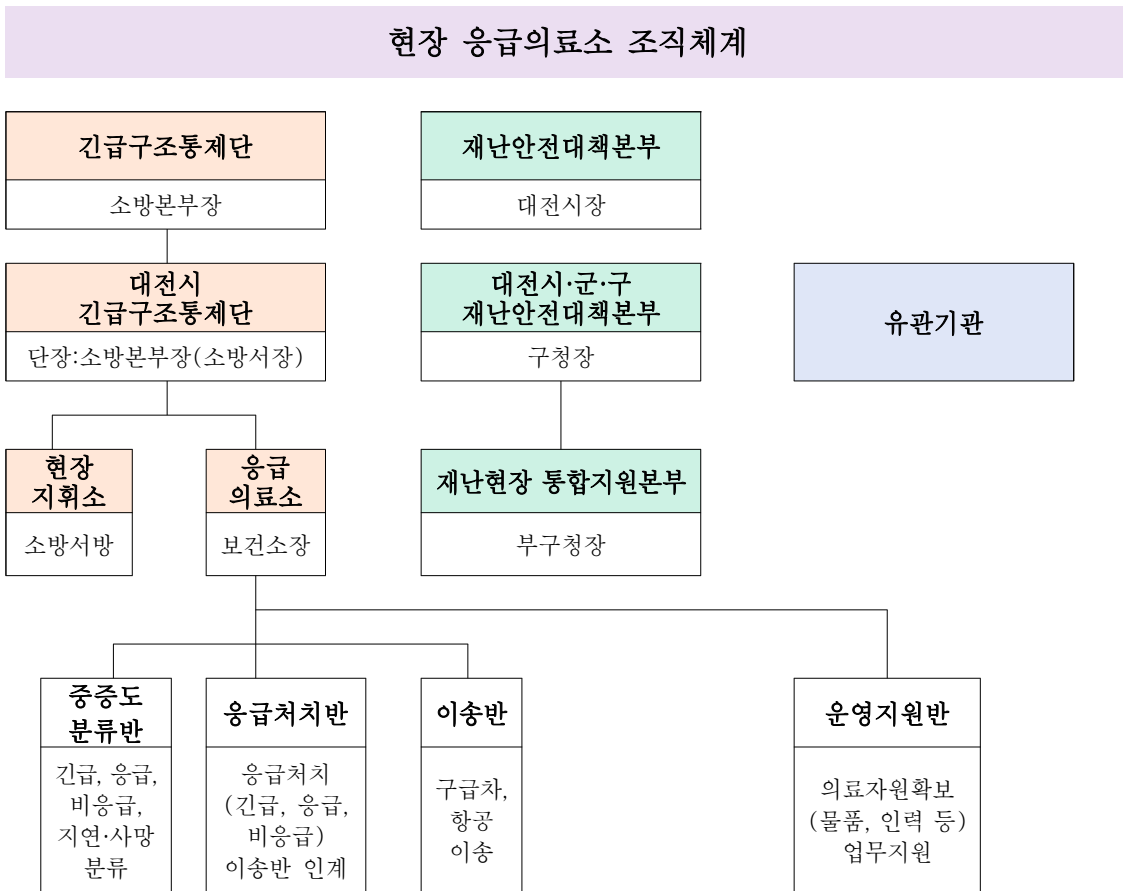 현장 응급의료소 조직체계
긴급구조통제단
소방본부장
재난안전대책본부
대전시장
대전시
긴급구조통제단
단장:소방본부장(소방서장)
대전시·군·구
재난안전대책본부
구청장
유관기관
현장
지휘소
소방서방
응급
의료소
보건소장
재난현장 통합지원본부
부구청장
중증도
분류반
긴급, 응급,
비응급,
지연·사망
분류
응급처치반
응급처치
(긴급, 응급,
비응급)
이송반 인계
이송반
구급차,
항공
이송
운영지원반
의료자원확보
(물품, 인력 등)
업무지원